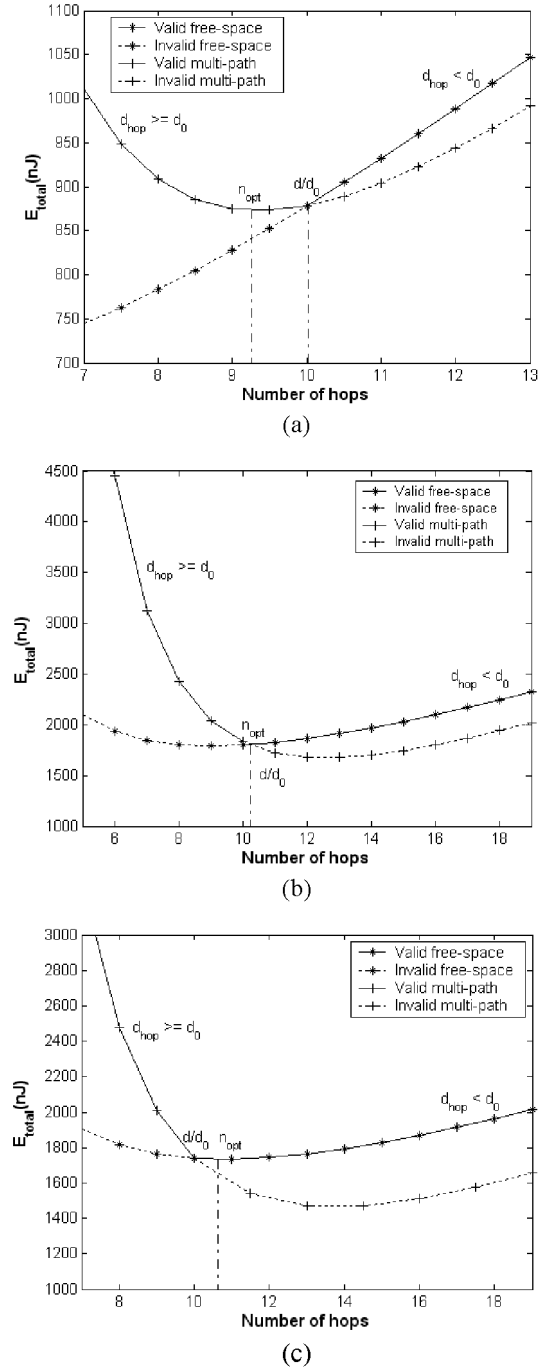 1100
1050
1000
950
900
850
800
750
700
E_total(nJ)
Valid free-space
Invalid free-space
Valid multi-path
Invalid multi-path
d_hop >= d_0
d_hop < d_0
n_opt
d/d_0
7 8 9 10 11 12 13
Number of hops
(a)
4500
4000
3500
3000
2500
2000
1500
1000
E_total(nJ)
Valid free-space
Invalid free-space
Valid multi-path
Invalid multi-path
d_hop >= d_0
d_hop < d_0
n_opt
d/d_0
6 8 10 12 14 16 18
Number of hops
(b)
3000
2800
2600
2400
2200
2000
1800
1600
1400
1200
1000
E_total(nJ)
Valid free-space
Invalid free-space
Valid multi-path
Invalid multi-path
d_hop >= d_0
d_hop < d_0
d/d_0 n_opt
8 10 12 14 16 18
Number of hops
(c)